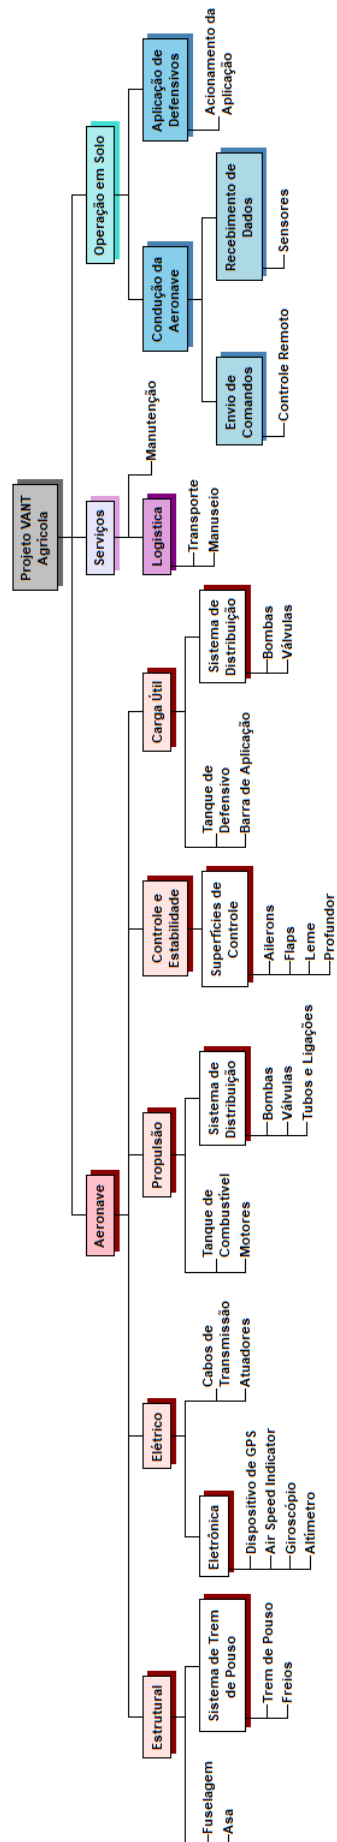 Projeto VANT
Agrícola
Aeronave
Serviços
Operação em Solo
Estrutural
Elétrico
Propulsão
Controle e
Estabilidade
Carga Útil
Logística
Manutenção
Condução da
Aeronave
Aplicação de
Defensivos
Fuselagem
Asa
Sistema de Trem
de Pouso
Trem de Pouso
Freios
Eletrônica
Dispositivo de GPS
Air Speed Indicator
Giroscópio
Altímetro
Cabos de
Transmissão
Atuadores
Tanque de
Combustível
Motores
Sistema de
Distribuição
Bombas
Válvulas
Tubos e Ligações
Superfícies de
Controle
Ailerons
Flaps
Leme
Profundor
Tanque de
Defensivo
Barra de Aplicação
Sistema de
Distribuição
Bombas
Válvulas
Transporte
Manuseio
Envio de
Comandos
Controle Remoto
Recebimento de
Dados
Sensores
Acionamento da
Aplicação